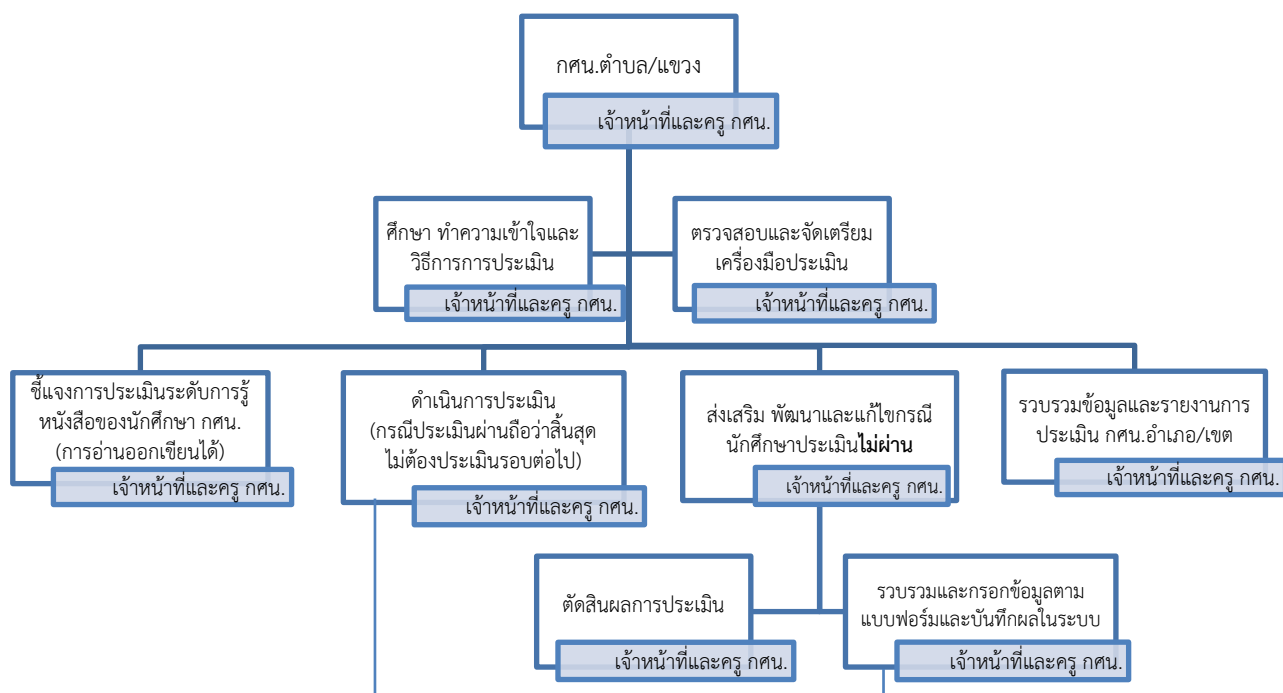 กศน.ตำบล/แขวง
เจ้าหน้าที่และครู กศน.
ศึกษา ทำความเข้าใจและ
วิธีการการประเมิน
เจ้าหน้าที่และครู กศน.
ตรวจสอบและจัดเตรียม
เครื่องมือประเมิน
เจ้าหน้าที่และครู กศน.
ชี้แจงการประเมินระดับการรู้
หนังสือของนักศึกษา กศน.
(การอ่านออกเขียนได้)
เจ้าหน้าที่และครู กศน.
ดำเนินการประเมิน
(กรณีประเมินผ่านถือว่าสิ้นสุด
ไม่ต้องประเมินรอบต่อไป)
เจ้าหน้าที่และครู กศน.
ส่งเสริม พัฒนาและแก้ไขกรณี
นักศึกษาประเมินไม่ผ่าน
เจ้าหน้าที่และครู กศน.
รวบรวมข้อมูลและรายงานการ
ประเมิน กศน.อำเภอ/เขต
เจ้าหน้าที่และครู กศน.
ตัดสินผลการประเมิน
เจ้าหน้าที่และครู กศน.
รวบรวมและกรอกข้อมูลตาม
แบบฟอร์มและบันทึกผลในระบบ
เจ้าหน้าที่และครู กศน.